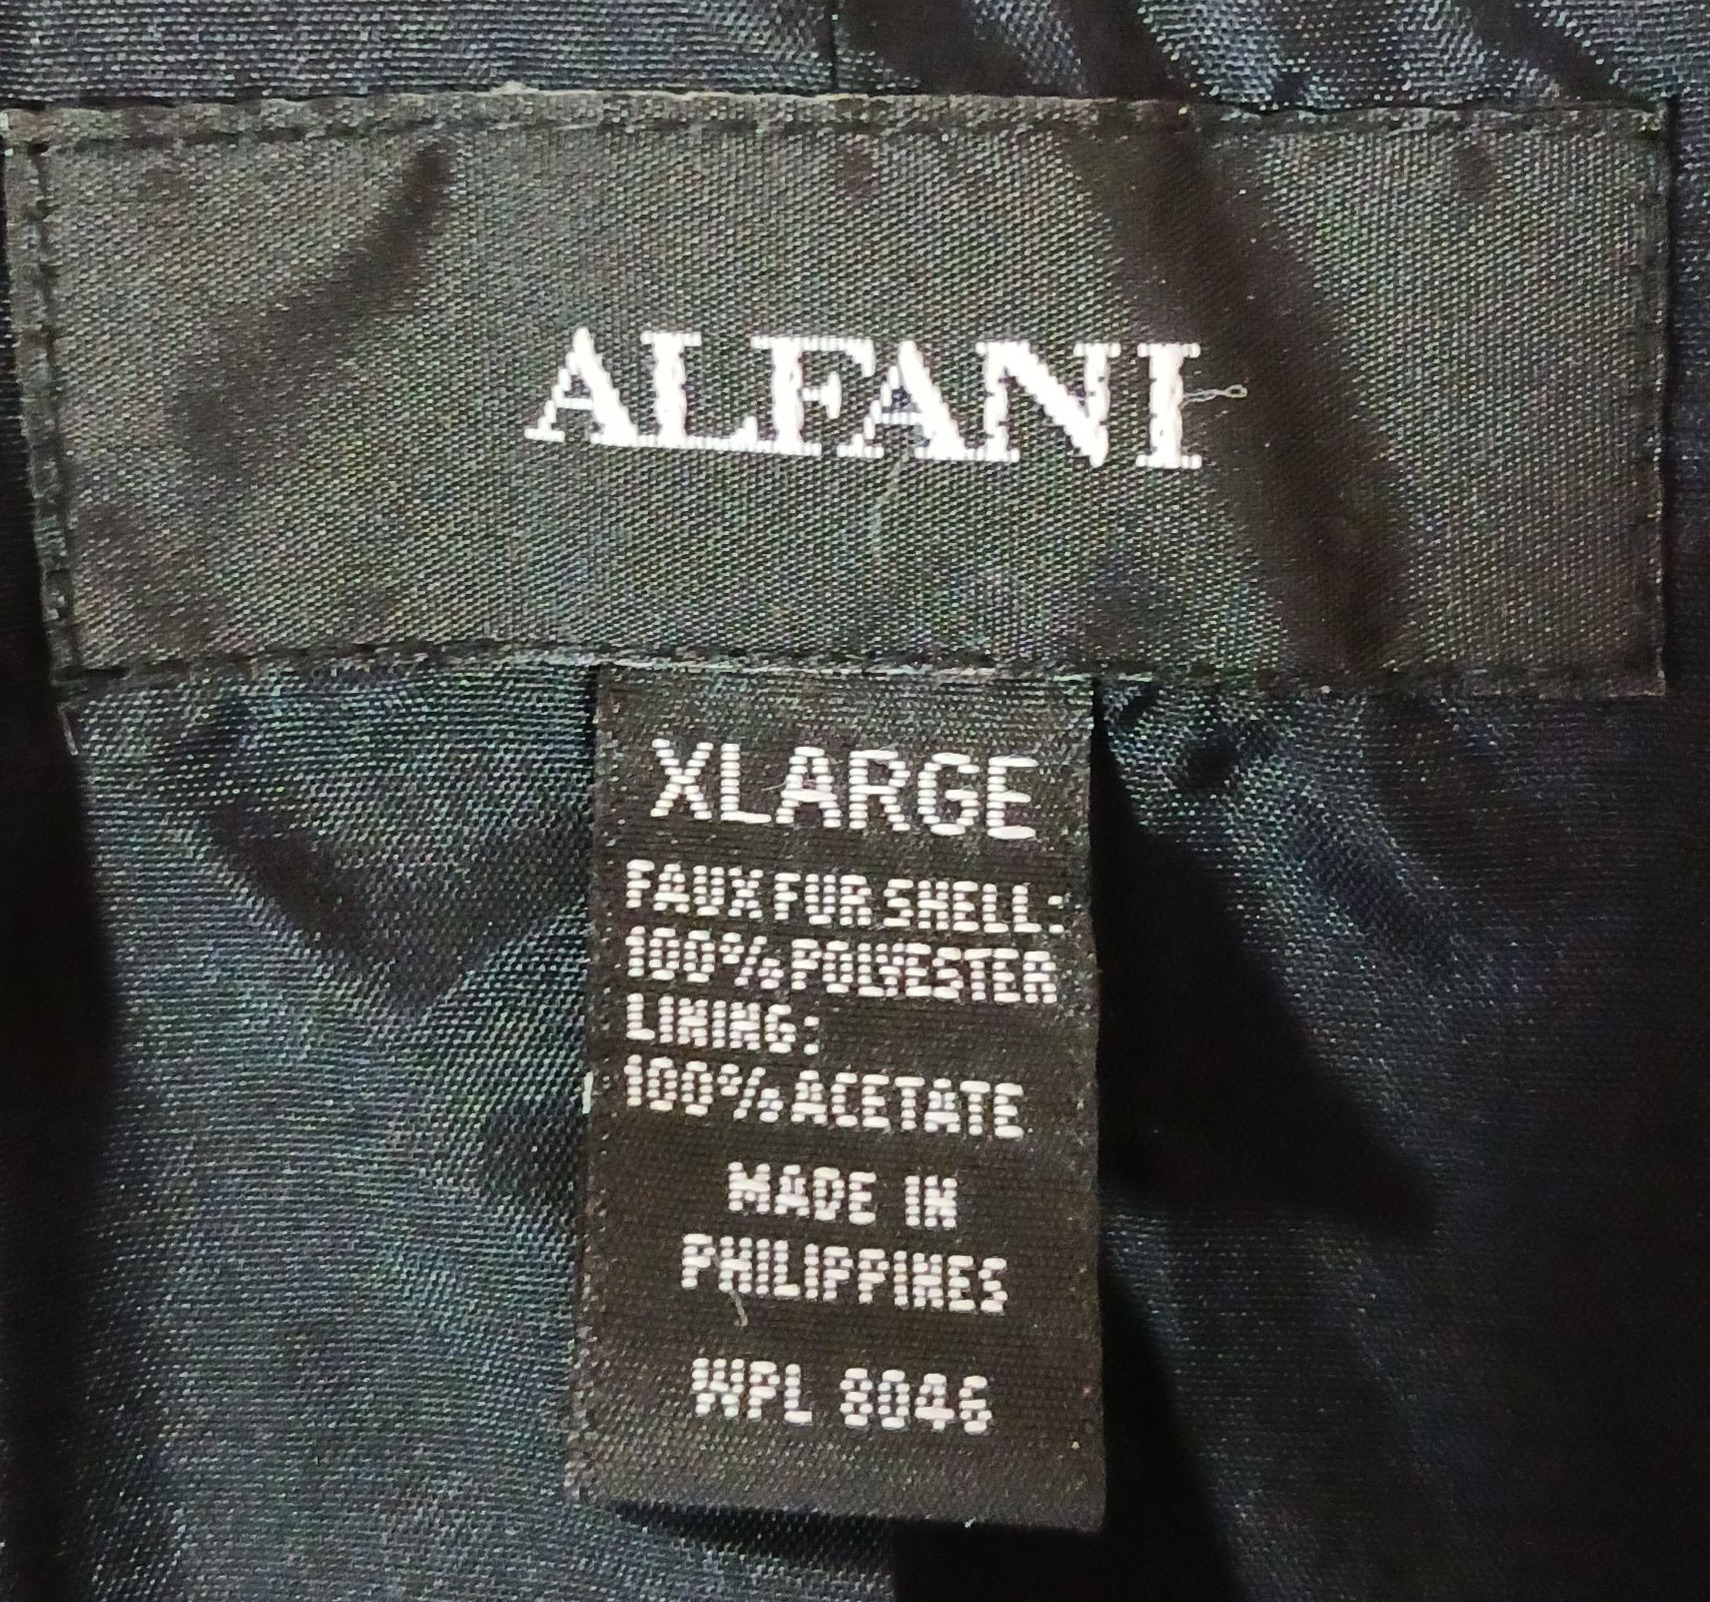 ALFANI
XLARGE
FAUX FUR SHELL:
100% POLYESTER
LINING:
100% ACETATE
MADE IN
PHILIPPINES
WPL 8046